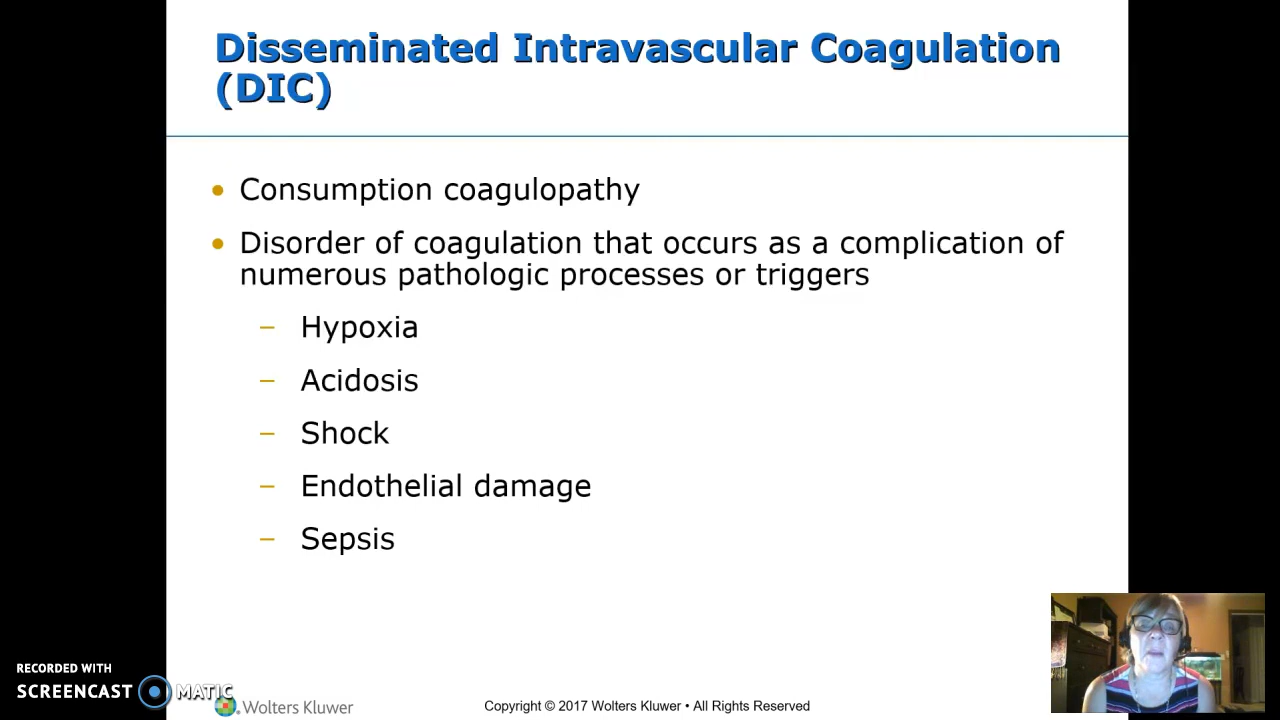 Disseminated Intravascular Coagulation
(DIC)
• Consumption coagulopathy
• Disorder of coagulation that occurs as a complication of
numerous pathologic processes or triggers
– Hypoxia
– Acidosis
– Shock
– Endothelial damage
– Sepsis
RECORDED WITH
SCREENCAST MATIC
Wolters Kluwer
Copyright © 2017 Wolters Kluwer • All Rights Reserved